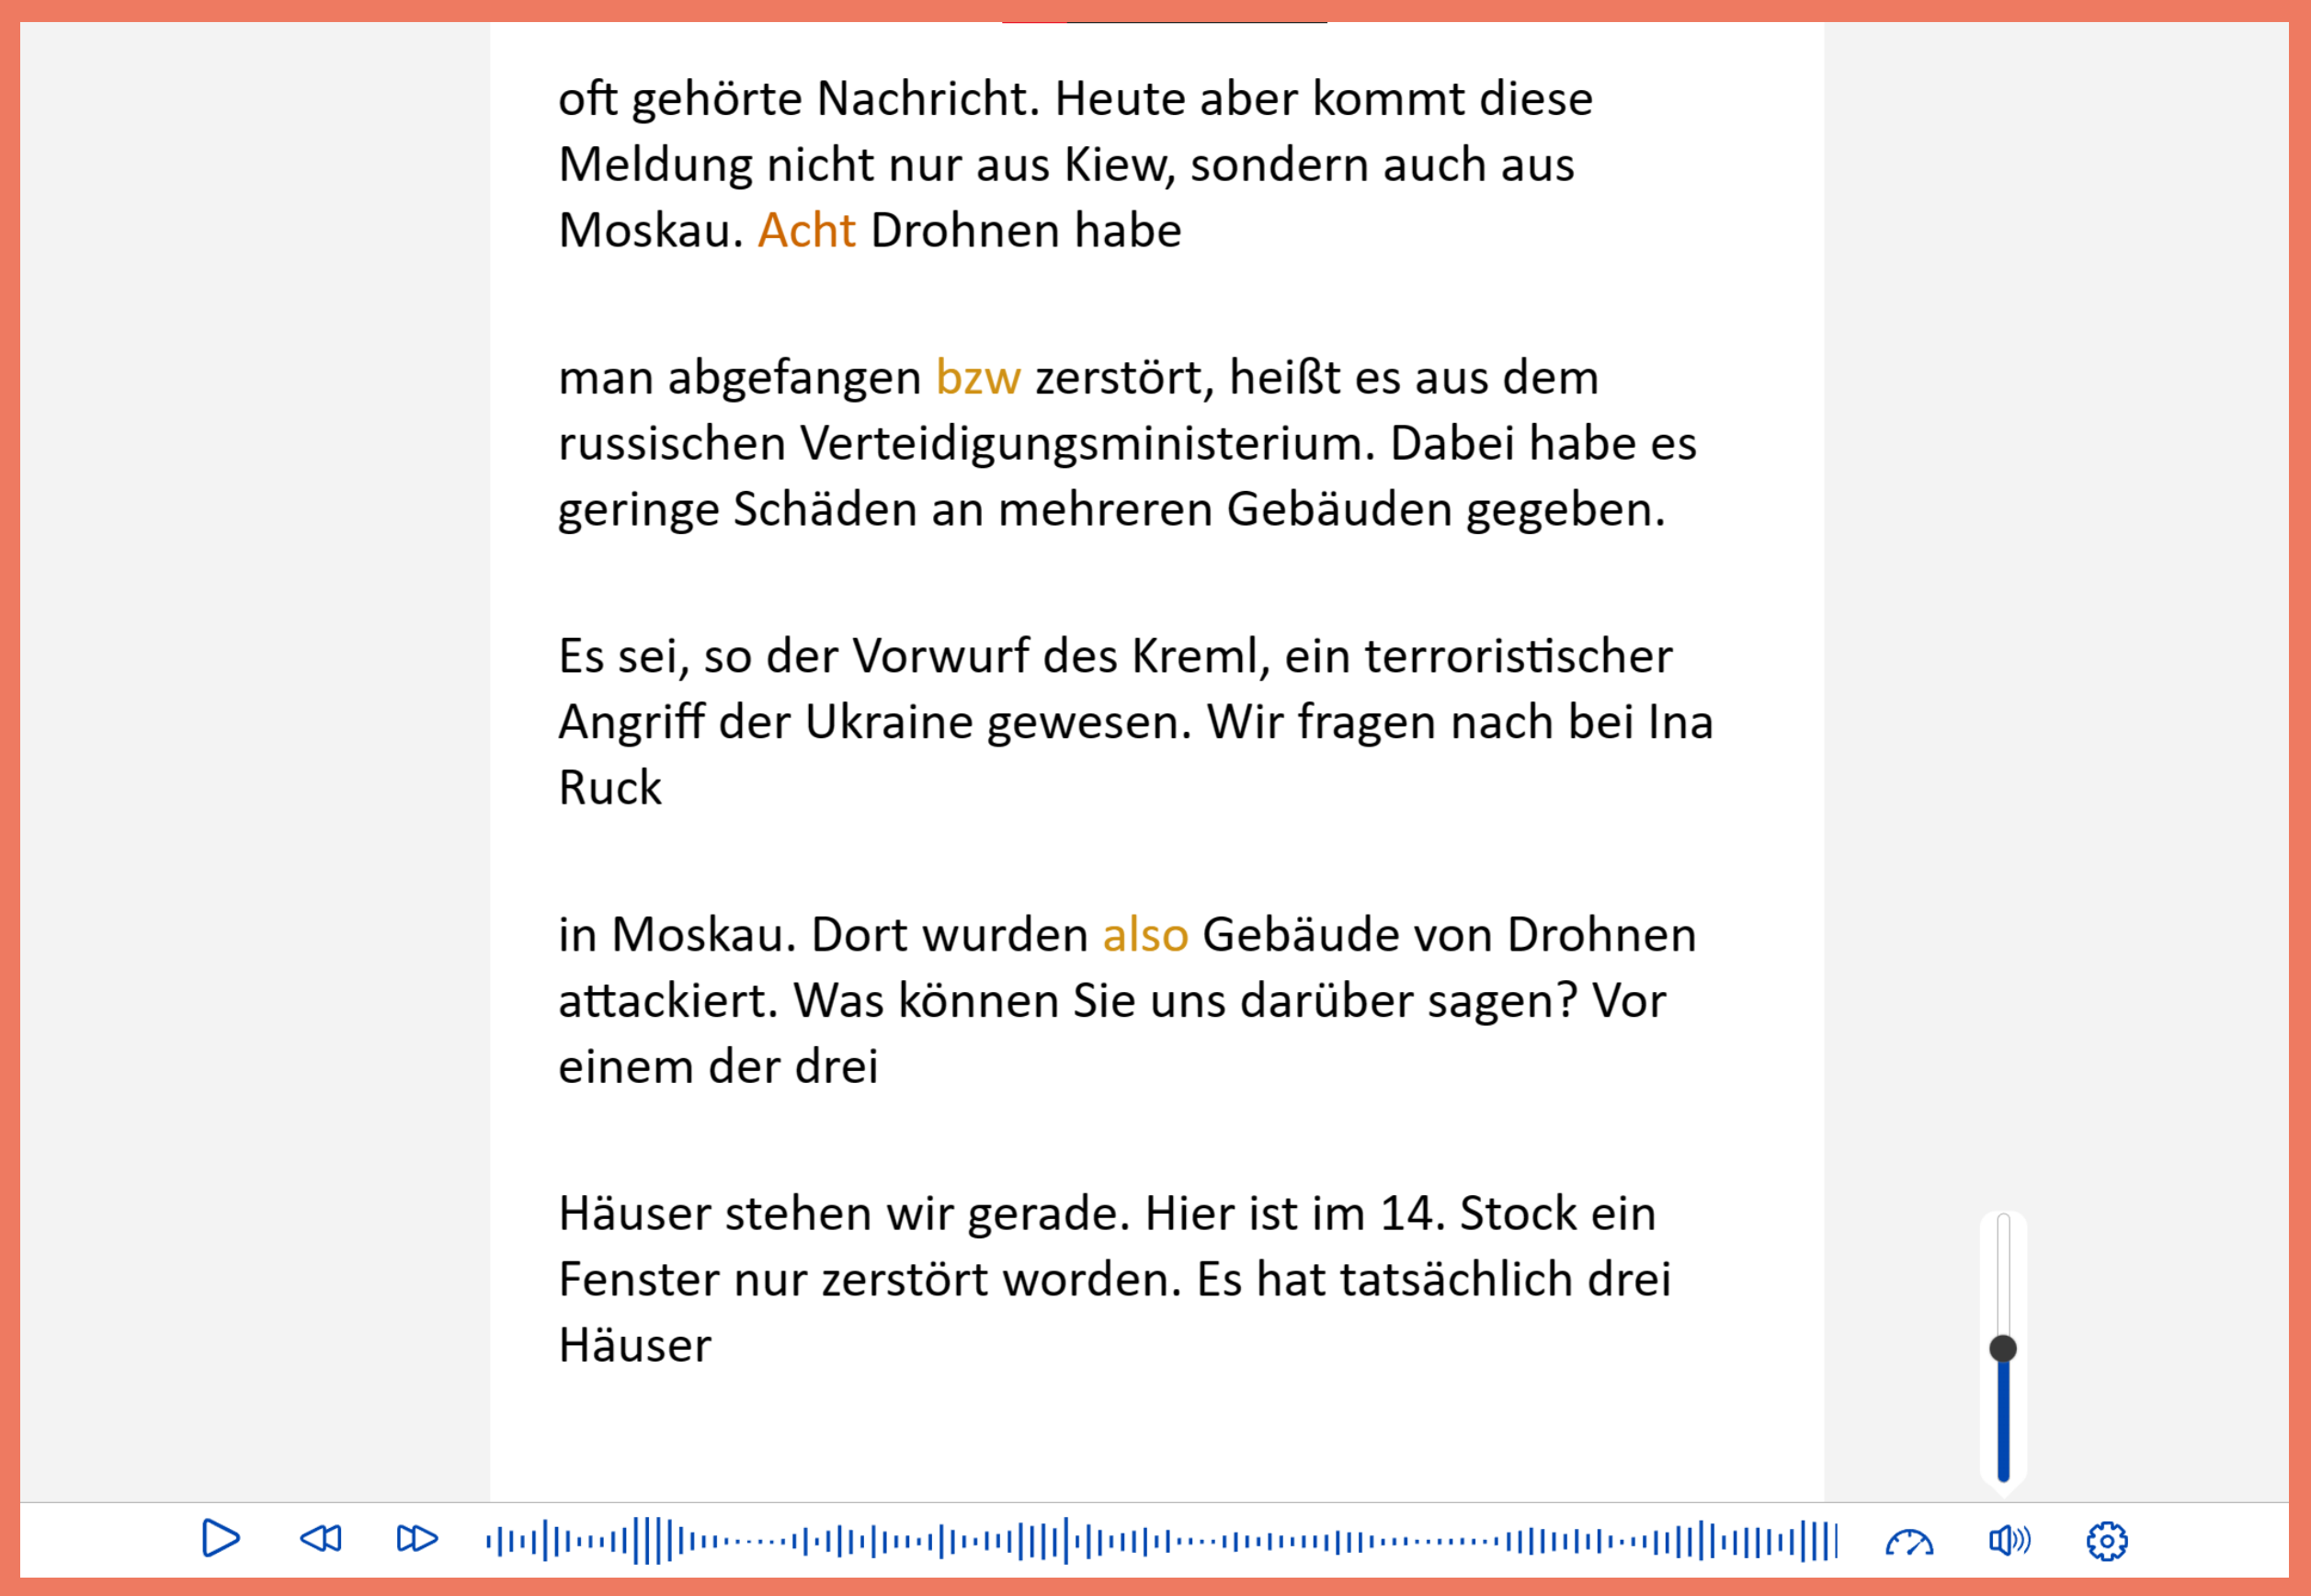 oft gehörte Nachricht. Heute aber kommt diese
Meldung nicht nur aus Kiew, sondern auch aus
Moskau. Acht Drohnen habe
man abgefangen bzw zerstört, heißt es aus dem
russischen Verteidigungsministerium. Dabei habe es
geringe Schäden an mehreren Gebäuden gegeben.
Es sei, so der Vorwurf des Kreml, ein terroristischer
Angriff der Ukraine gewesen. Wir fragen nach bei Ina
Ruck
in Moskau. Dort wurden also Gebäude von Drohnen
attackiert. Was können Sie uns darüber sagen? Vor
einem der drei
Häuser stehen wir gerade. Hier ist im 14. Stock ein
Fenster nur zerstört worden. Es hat tatsächlich drei
Häuser